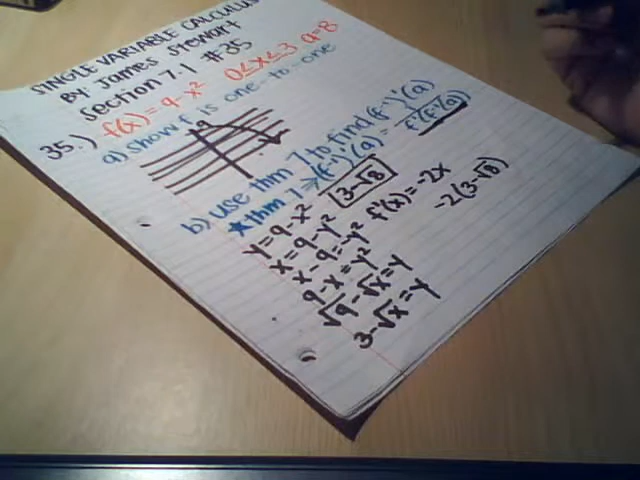 SINGLE VARIABLE CALCULUS
BY: James Stewart
Section 7.1 #35
35.) f(x) = 9-x² 0≤x≤3 a=8
a) Show f is one-to-one
9
b) use thm 7 to find (f⁻¹)'(a)
*thm 7 => (f⁻¹)'(a) = 1/f'(f⁻¹(a))
y = 9-x² (3-√8) f'(x) = -2x
x = 9-y² -2(3-√8)
x-9 = -y²
9-x = y²
√9-√x = y
3-√x = y